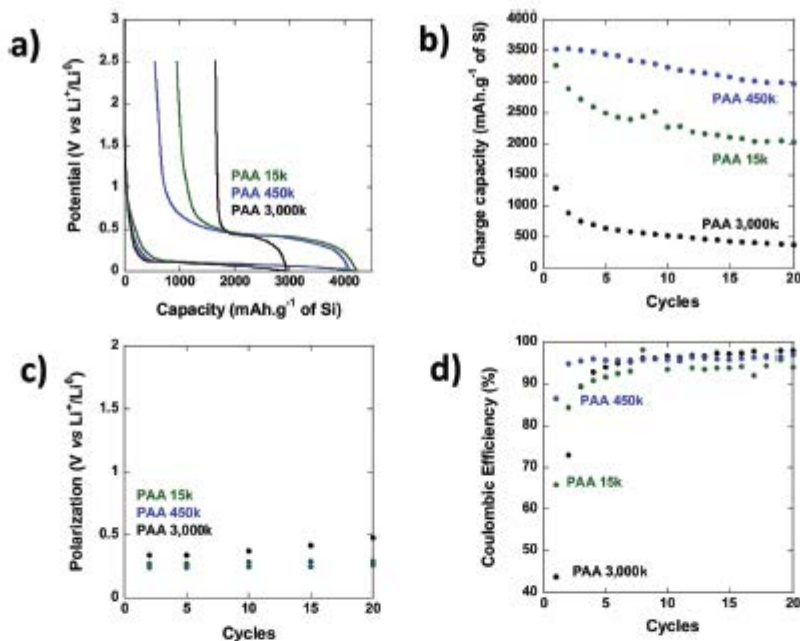 a)
Potential (V vs Li⁺/Li⁰)
3
2.5
2
1.5
1
0.5
0
PAA 15k
PAA 450k
PAA 3,000k
0
1000
2000
3000
4000
Capacity (mAh.g⁻¹ of Si)
b)
Charge capacity (mAh.g⁻¹ of Si)
4000
3500
3000
2500
2000
1500
1000
500
0
PAA 450k
PAA 15k
PAA 3,000k
0
5
10
15
20
Cycles
c)
Polarization (V vs Li⁺/Li⁰)
2
1.5
1
0.5
0
PAA 15k
PAA 450k
PAA 3,000k
0
5
10
15
20
Cycles
d)
Coulombic Efficiency (%)
100
90
80
70
60
50
40
PAA 450k
PAA 15k
PAA 3,000k
0
5
10
15
20
Cycles